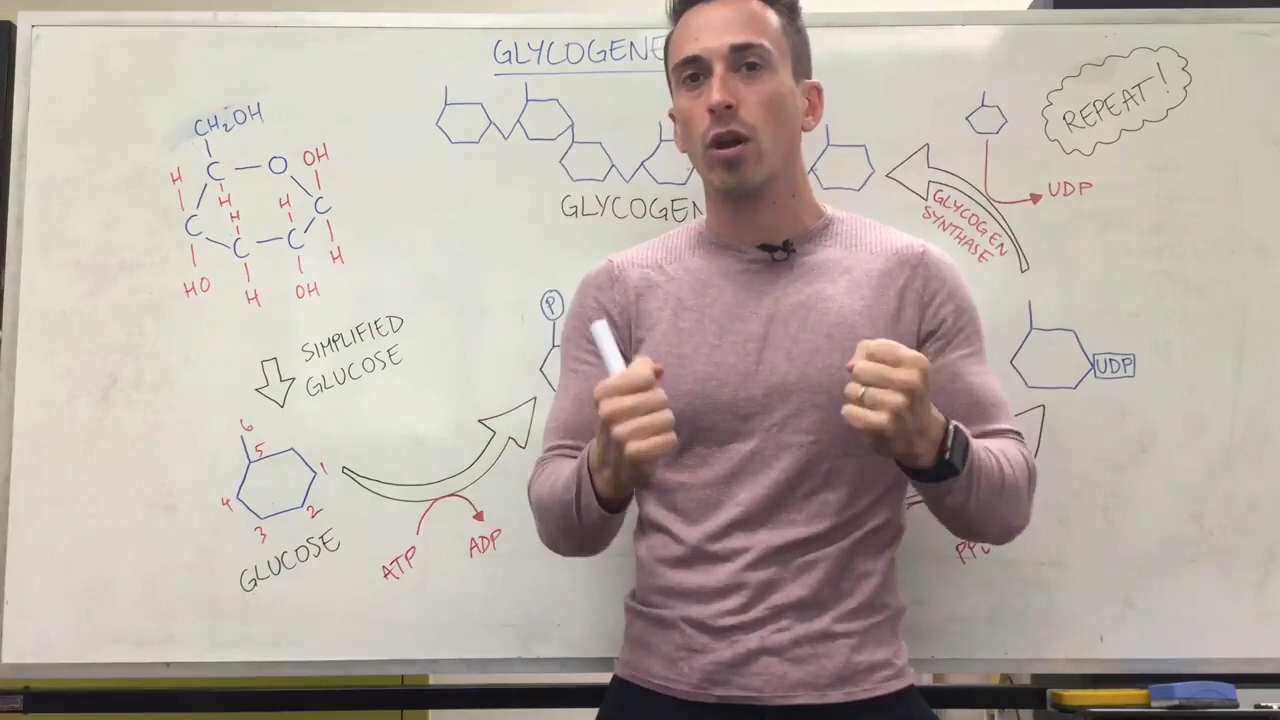 GLYCOGENE
CH₂OH
H
C
O
OH
H
H
H
C
C
C
C
H
HO
H
OH
SIMPLIFIED
GLUCOSE
6
5
4
3
2
1
GLUCOSE
ATP
ADP
P
GLYCOGEN
REPEAT!
UDP
GLYCOGEN
SYNTHASE
UDP